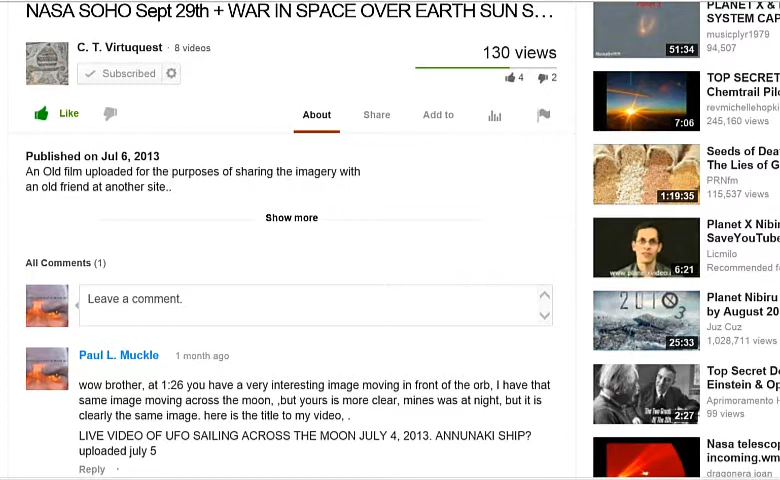 NASA SOHO Sept 29th + WAR IN SPACE OVER EARTH SUN S...
C. T. Virtuquest · 8 videos
Subscribed
130 views
4 2
Like
About Share Add to
Published on Jul 6, 2013
An Old film uploaded for the purposes of sharing the imagery with
an old friend at another site..
Show more
All Comments (1)
Leave a comment.
Paul L. Muckle 1 month ago
wow brother, at 1:26 you have a very interesting image moving in front of the orb, I have that
same image moving across the moon, ,but yours is more clear, mines was at night, but it is
clearly the same image. here is the title to my video, .
LIVE VIDEO OF UFO SAILING ACROSS THE MOON JULY 4, 2013. ANNUNAKI SHIP?
uploaded july 5
Reply ·
PLANET X &
SYSTEM CAP
musicplyr1979
94,507
51:34
TOP SECRET
Chemtrail Pil
revmichellehopki
245,160 views
7:06
Seeds of Dea
The Lies of G
PRNfm
115,537 views
1:19:35
Planet X Nibir
SaveYouTube
Licmilo
Recommended fo
6:21
Planet Nibiru
by August 20
Juz Cuz
1,028,711 views
2010
3
25:33
Top Secret De
Einstein & Op
Apriomoramento H
99 views
2:27
Nasa telescop
incoming.wm
dragonera joan